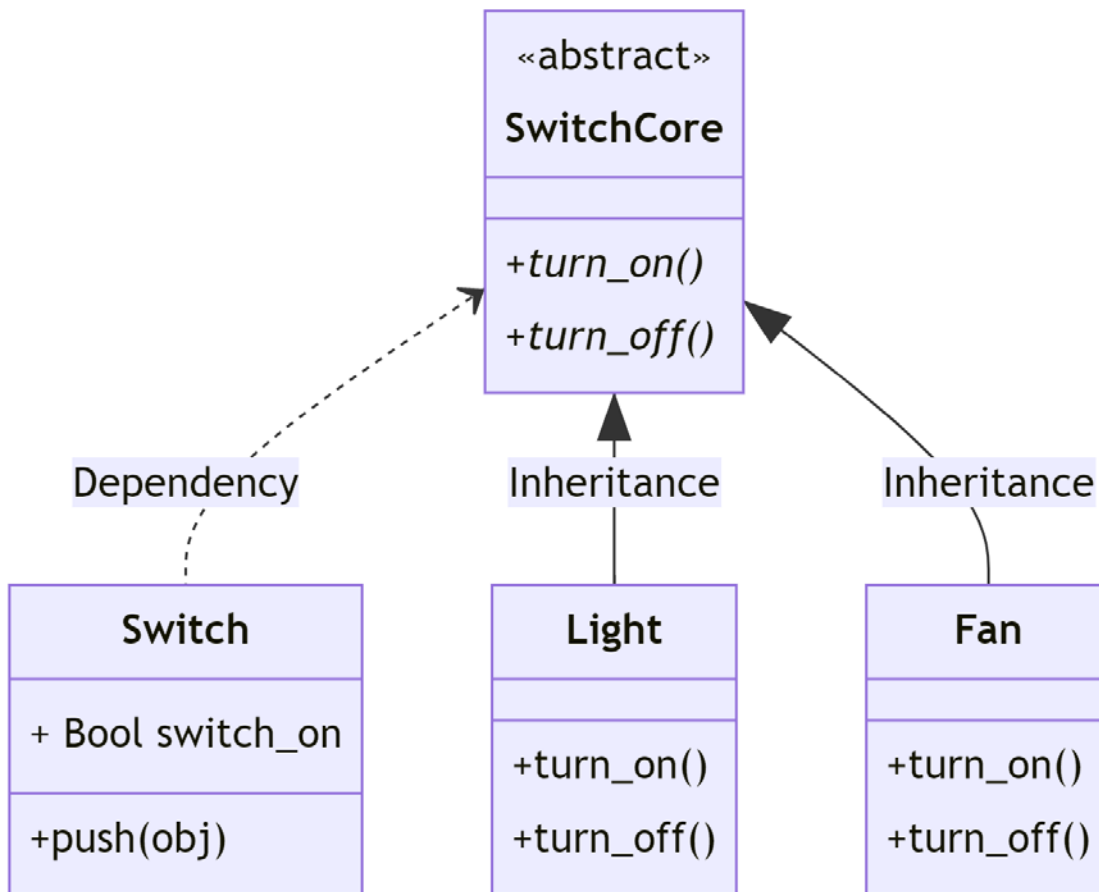 «abstract»
SwitchCore
+turn_on()
+turn_off()
Dependency
Inheritance
Inheritance
Switch
+ Bool switch_on
+push(obj)
Light
+turn_on()
+turn_off()
Fan
+turn_on()
+turn_off()